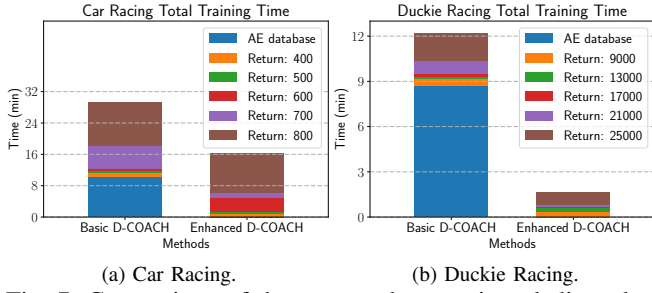 Car Racing Total Training Time
Time (min)
32
24
16
8
0
AE database
Return: 400
Return: 500
Return: 600
Return: 700
Return: 800
Basic D-COACH
Enhanced D-COACH
Methods
(a) Car Racing.
Duckie Racing Total Training Time
Time (min)
12
9
6
3
0
AE database
Return: 9000
Return: 13000
Return: 17000
Return: 21000
Return: 25000
Basic D-COACH
Enhanced D-COACH
Methods
(b) Duckie Racing.